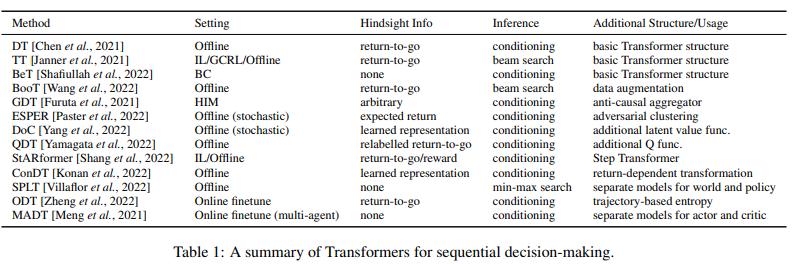 Method Setting Hindsight Info Inference Additional Structure/Usage
DT [Chen et al., 2021] Offline return-to-go conditioning basic Transformer structure
TT [Janner et al., 2021] IL/GCRL/Offline return-to-go beam search basic Transformer structure
BeT [Shafiullah et al., 2022] BC none conditioning basic Transformer structure
BooT [Wang et al., 2022] Offline return-to-go beam search data augmentation
GDT [Furuta et al., 2021] HIM arbitrary conditioning anti-causal aggregator
ESPER [Paster et al., 2022] Offline (stochastic) expected return conditioning adversarial clustering
DoC [Yang et al., 2022] Offline (stochastic) learned representation conditioning additional latent value func.
QDT [Yamagata et al., 2022] Offline relabelled return-to-go conditioning additional Q func.
StARformer [Shang et al., 2022] IL/Offline return-to-go/reward conditioning Step Transformer
ConDT [Konan et al., 2022] Offline learned representation conditioning return-dependent transformation
SPLT [Villaflor et al., 2022] Offline none min-max search separate models for world and policy
ODT [Zheng et al., 2022] Online finetune return-to-go conditioning trajectory-based entropy
MADT [Meng et al., 2021] Online finetune (multi-agent) none conditioning separate models for actor and critic
Table 1: A summary of Transformers for sequential decision-making.